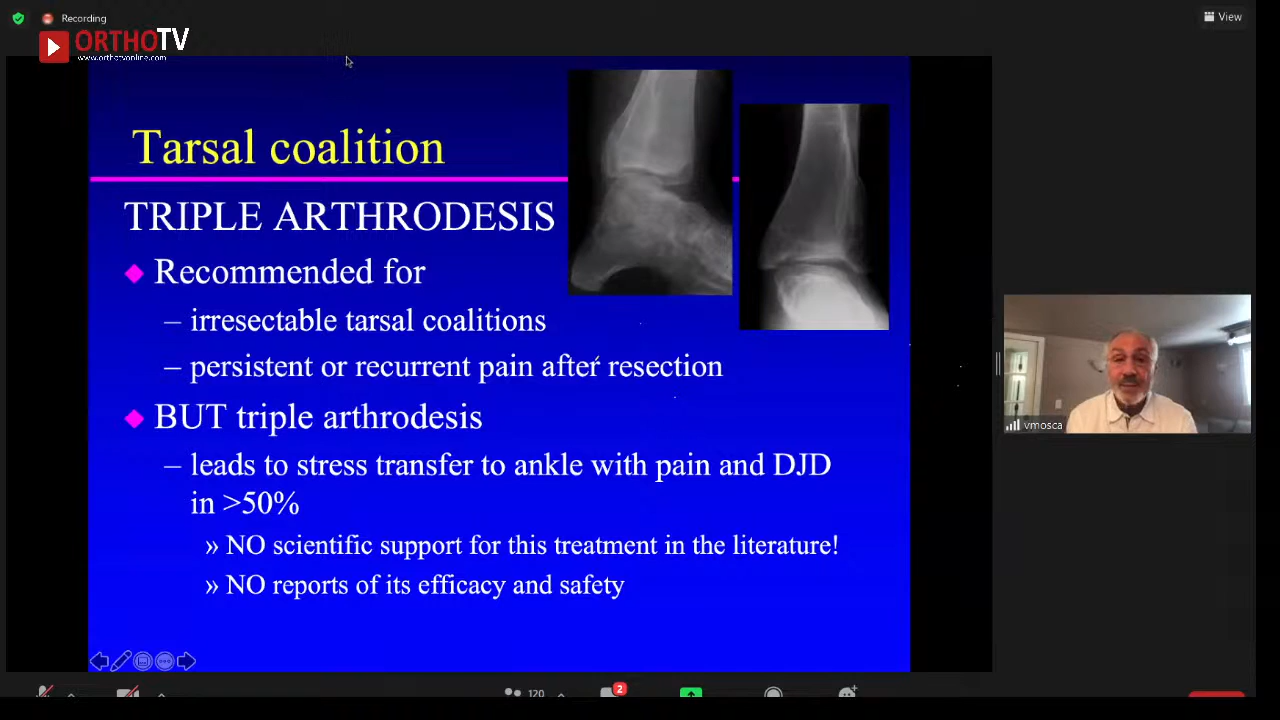 Recording
View
ORTHOTV
www.orthotvonline.com
Tarsal coalition
TRIPLE ARTHRODESIS
◆ Recommended for
– irresectable tarsal coalitions
– persistent or recurrent pain after resection
◆ BUT triple arthrodesis
– leads to stress transfer to ankle with pain and DJD
in >50%
» NO scientific support for this treatment in the literature!
» NO reports of its efficacy and safety
vmosca
120
2